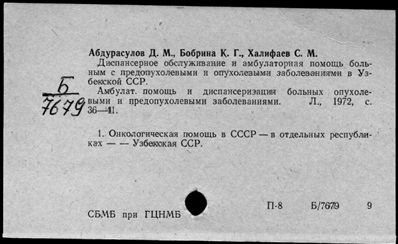 Абдурасулов Д. М., Бобрина К. Г., Халифаев С. М.
Диспансерное обслуживание и амбулаторная помощь боль-
ным с предопухолевыми и опухолевыми заболеваниями в Уз-
бекской ССР.
Б
7679
Амбулат. помощь и диспансеризация больных опухоле-
выми и предопухолевыми заболеваниями. Л., 1972, с.
36—41.
1. Онкологическая помощь в СССР — в отдельных республи-
ках — — Узбекская ССР.
П-8 Б/7679 9
СБМБ при ГЦНМБ